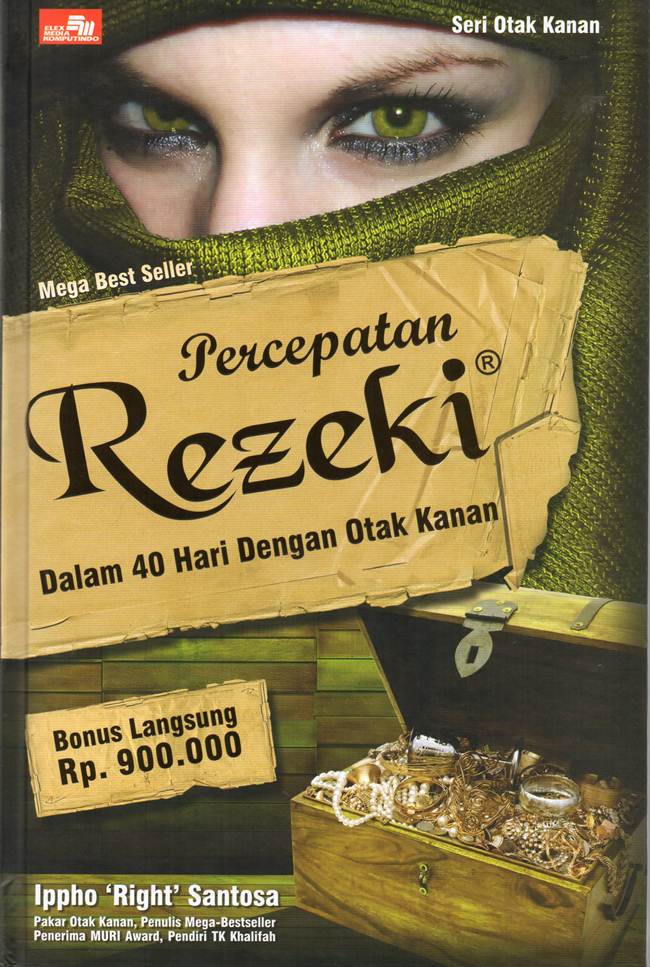 ELEX
MEDIA
KOMPUTINDO
Seri Otak Kanan
Mega Best Seller
Percepatan
Rezeki®
Dalam 40 Hari Dengan Otak Kanan
Bonus Langsung
Rp. 900.000
Ippho 'Right' Santosa
Pakar Otak Kanan, Penulis Mega-Bestseller
Penerima MURI Award, Pendiri TK Khalifah